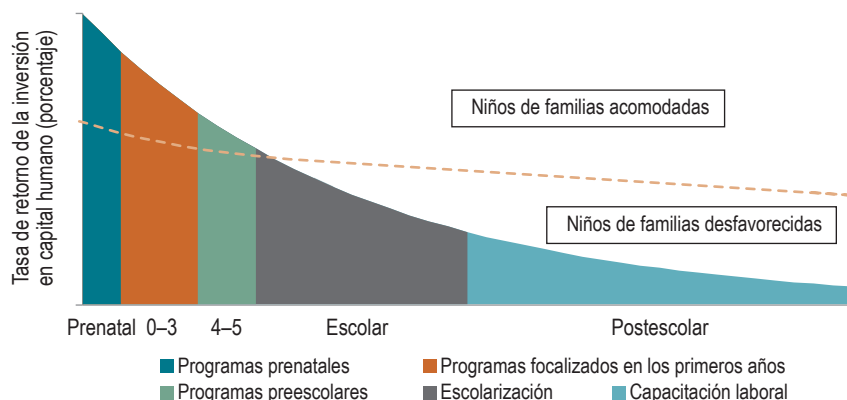 Tasa de retorno de la inversión
en capital humano (porcentaje)
Niños de familias acomodadas
Niños de familias desfavorecidas
Prenatal 0–3 4–5 Escolar Postescolar
Programas prenatales Programas focalizados en los primeros años
Programas preescolares Escolarización Capacitación laboral